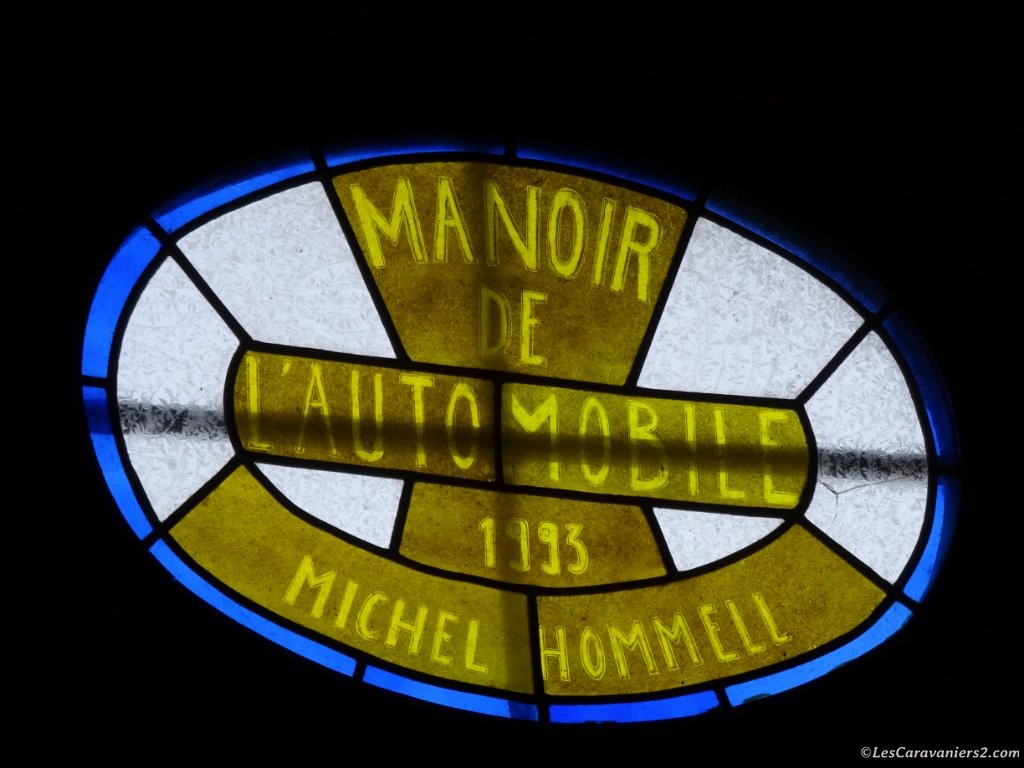 MANOIR
DE
L'AUTOMOBILE
1993
MICHEL HOMMELL
©LesCaravaniers2.com